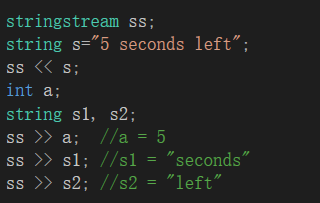 stringstream ss;
string s="5 seconds left";
ss << s;
int a;
string s1, s2;
ss >> a;  //a = 5
ss >> s1; //s1 = "seconds"
ss >> s2; //s2 = "left"